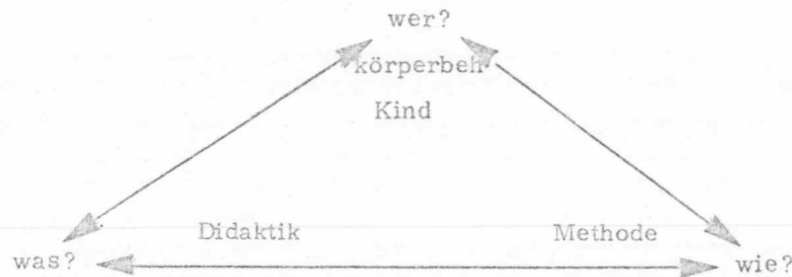 wer?
körperbeh
Kind
Didaktik Methode
was? wie?